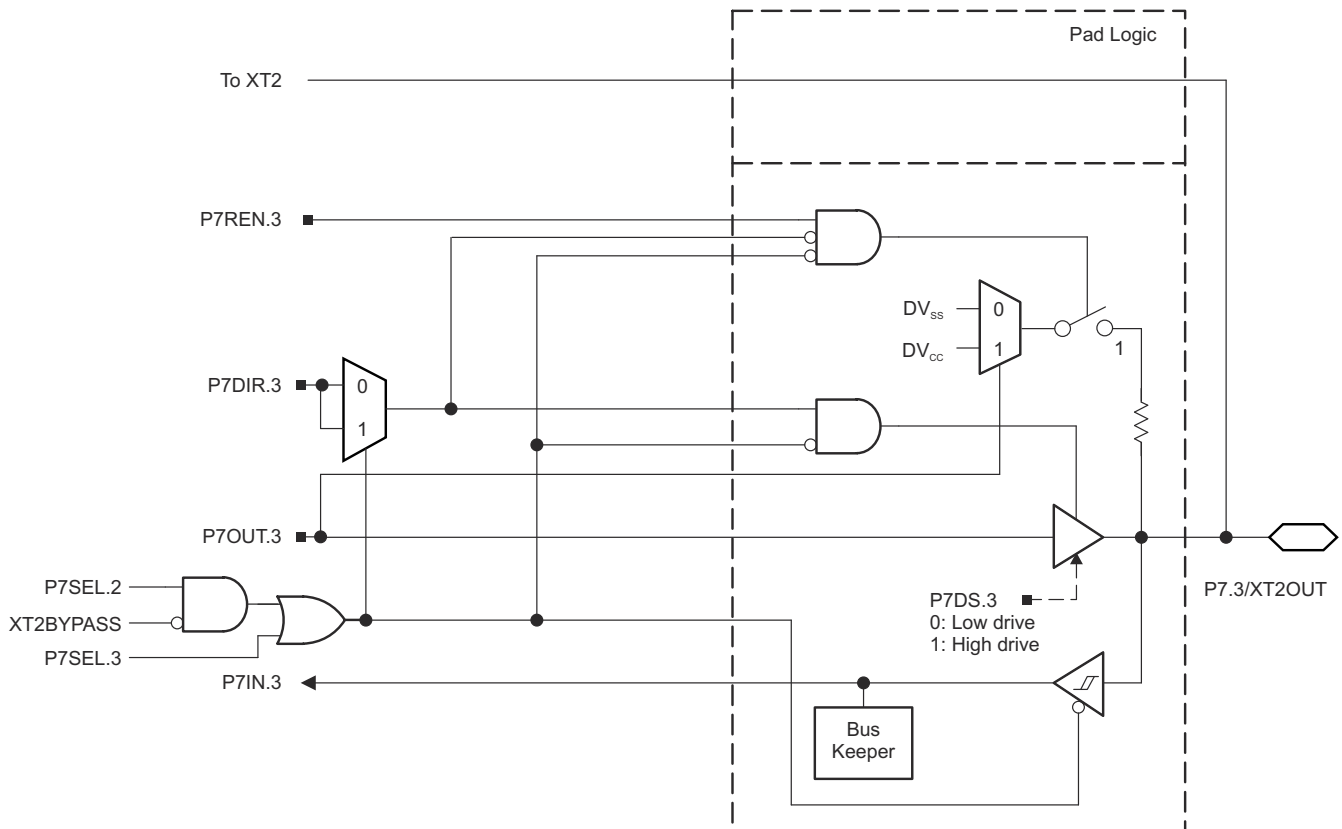 Pad Logic
To XT2
P7REN.3
DVSS
0
DVCC
1
1
P7DIR.3
0
1
P7OUT.3
P7SEL.2
XT2BYPASS
P7SEL.3
P7DS.3
0: Low drive
1: High drive
P7.3/XT2OUT
P7IN.3
Bus
Keeper